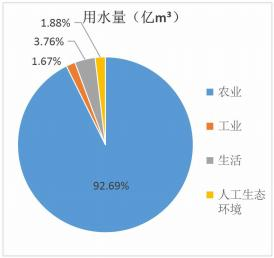 用水量（亿m³）
1.88%
3.76%
1.67%
92.69%
农业
工业
生活
人工生态
环境